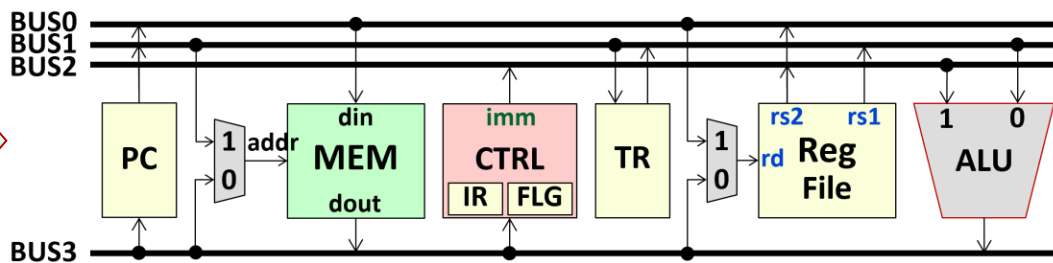 BUS0
BUS1
BUS2
PC
1
0
addr
din
MEM
dout
imm
CTRL
IR
FLG
TR
1
0
rd
rs2
rs1
Reg
File
1
0
ALU
BUS3